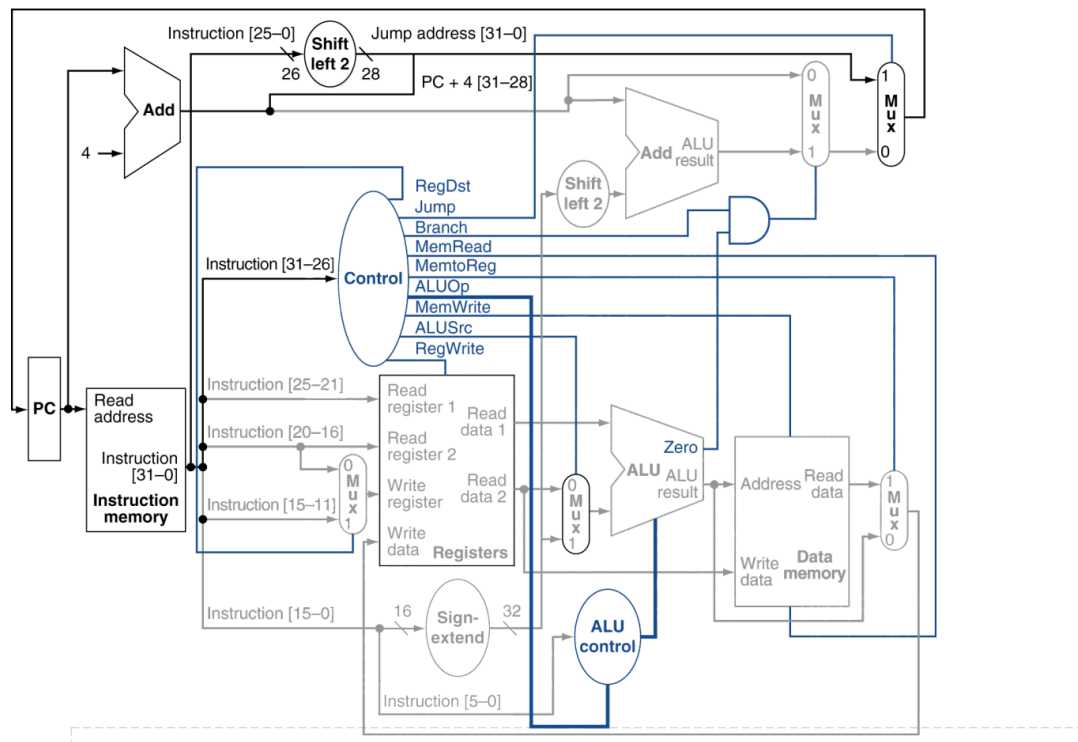 Instruction [25–0]
Shift
left 2
Jump address [31–0]
26
28
PC + 4 [31–28]
Add
4
0
M
u
x
1
1
M
u
x
0
Add
ALU
result
Shift
left 2
RegDst
Jump
Branch
MemRead
MemtoReg
ALUOp
MemWrite
ALUSrc
RegWrite
Instruction [31–26]
Control
PC
Read
address
Instruction
[31–0]
Instruction
memory
Instruction [25–21]
Instruction [20–16]
Instruction [15–11]
0
M
u
x
1
Read
register 1
Read
register 2
Write
register
Write
data
Read
data 1
Read
data 2
Registers
0
M
u
x
1
Zero
ALU
ALU
result
Address
Read
data
Write
data
Data
memory
1
M
u
x
0
Instruction [15–0]
16
Sign-
extend
32
ALU
control
Instruction [5–0]